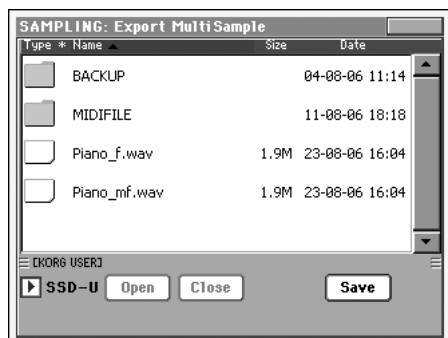 SAMPLING: Export MultiSample
Type * Name Size Date
BACKUP 04-08-06 11:14
MIDIFILE 11-08-06 18:18
Piano_f.wav 1.9M 23-08-06 16:04
Piano_mf.wav 1.9M 23-08-06 16:04
[KORG USER]
SSD-U Open Close Save